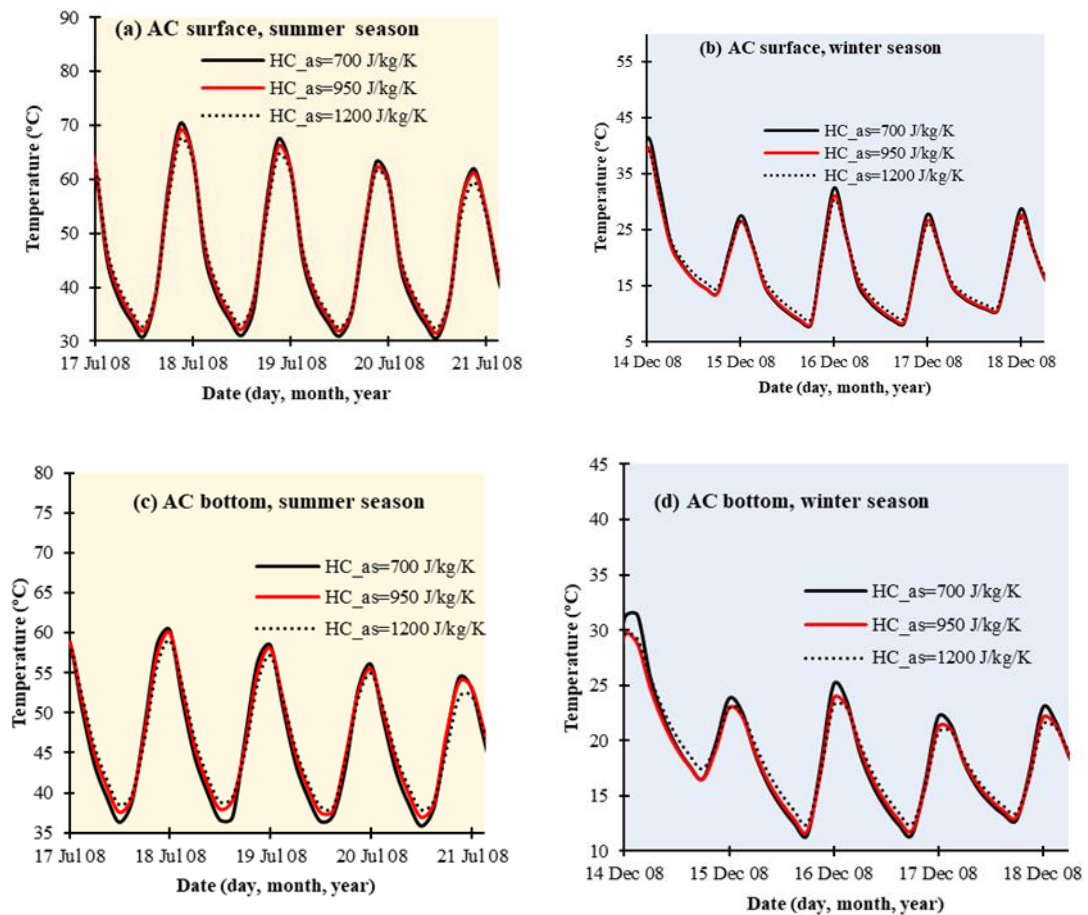 (a) AC surface, summer season
HC_as=700 J/kg/K
HC_as=950 J/kg/K
HC_as=1200 J/kg/K
Temperature (°C)
90
80
70
60
50
40
30
17 Jul 08 18 Jul 08 19 Jul 08 20 Jul 08 21 Jul 08
Date (day, month, year
(b) AC surface, winter season
HC_as=700 J/kg/K
HC_as=950 J/kg/K
HC_as=1200 J/kg/K
Temperature (°C)
55
45
35
25
15
5
14 Dec 08 15 Dec 08 16 Dec 08 17 Dec 08 18 Dec 08
Date (day, month, year)
(c) AC bottom, summer season
HC_as=700 J/kg/K
HC_as=950 J/kg/K
HC_as=1200 J/kg/K
Temperature (°C)
80
75
70
65
60
55
50
45
40
35
17 Jul 08 18 Jul 08 19 Jul 08 20 Jul 08 21 Jul 08
Date (day, month, year)
(d) AC bottom, winter season
HC_as=700 J/kg/K
HC_as=950 J/kg/K
HC_as=1200 J/kg/K
Temperature (°C)
45
40
35
30
25
20
15
10
14 Dec 08 15 Dec 08 16 Dec 08 17 Dec 08 18 Dec 08
Date (day, month, year)